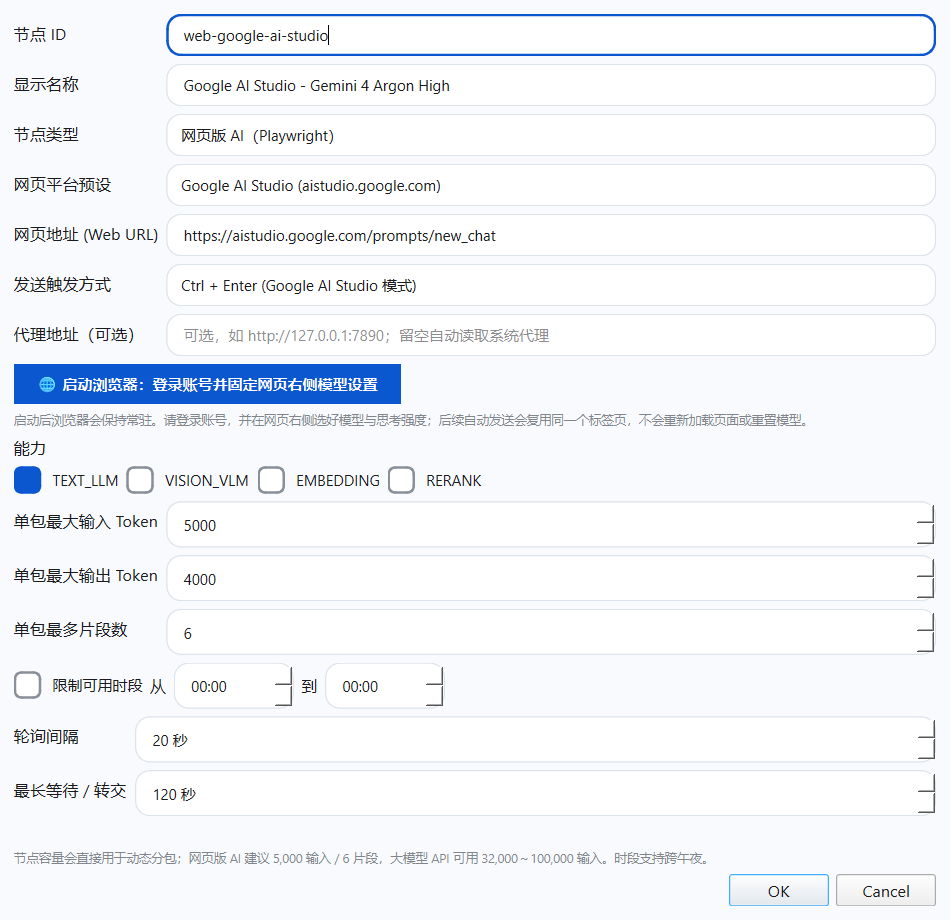 节点 ID
web-google-ai-studio
显示名称
Google AI Studio - Gemini 4 Argon High
节点类型
网页版 AI（Playwright）
网页平台预设
Google AI Studio (aistudio.google.com)
网页地址 (Web URL)
https://aistudio.google.com/prompts/new_chat
发送触发方式
Ctrl + Enter (Google AI Studio 模式)
代理地址（可选）
可选，如 http://127.0.0.1:7890；留空自动读取系统代理
启动浏览器：登录账号并固定网页右侧模型设置
启动后浏览器会保持常驻。请登录账号，并在网页右侧选好模型与思考强度；后续自动发送会复用同一个标签页，不会重新加载页面或重置模型。
能力
TEXT_LLM VISION_VLM EMBEDDING RERANK
单包最大输入 Token
5000
单包最大输出 Token
4000
单包最多片段数
6
限制可用时段 从 00:00 到 00:00
轮询间隔
20 秒
最长等待 / 转交
120 秒
节点容量会直接用于动态分包；网页版 AI 建议 5,000 输入 / 6 片段，大模型 API 可用 32,000～100,000 输入。时段支持跨午夜。
OK Cancel